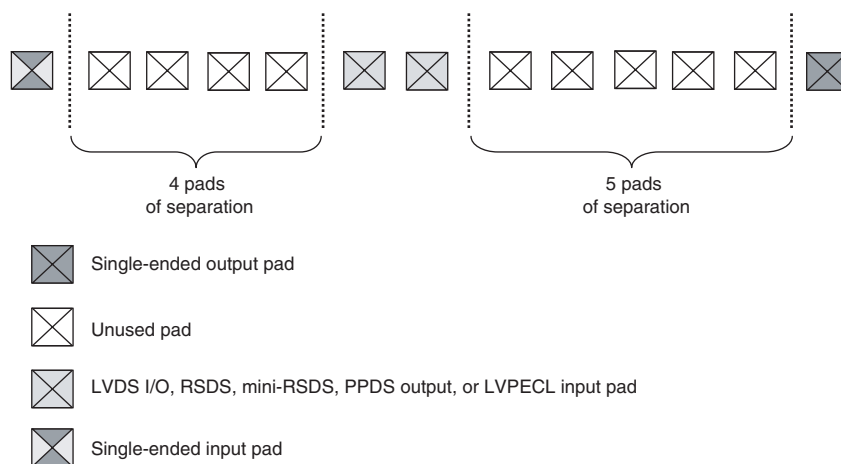 4 pads
of separation
5 pads
of separation
Single-ended output pad
Unused pad
LVDS I/O, RSDS, mini-RSDS, PPDS output, or LVPECL input pad
Single-ended input pad